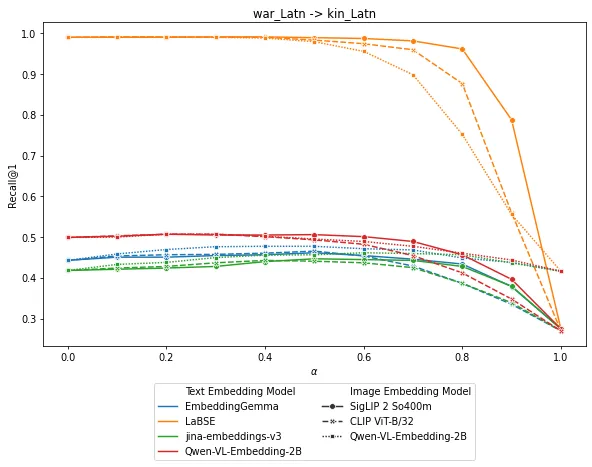 war_Latn -> kin_Latn
Recall@1
1.0
0.9
0.8
0.7
0.6
0.5
0.4
0.3
0.0 0.2 0.4 0.6 0.8 1.0
α
Text Embedding Model
EmbeddingGemma
LaBSE
jina-embeddings-v3
Qwen-VL-Embedding-2B
Image Embedding Model
SigLIP 2 So400m
CLIP ViT-B/32
Qwen-VL-Embedding-2B